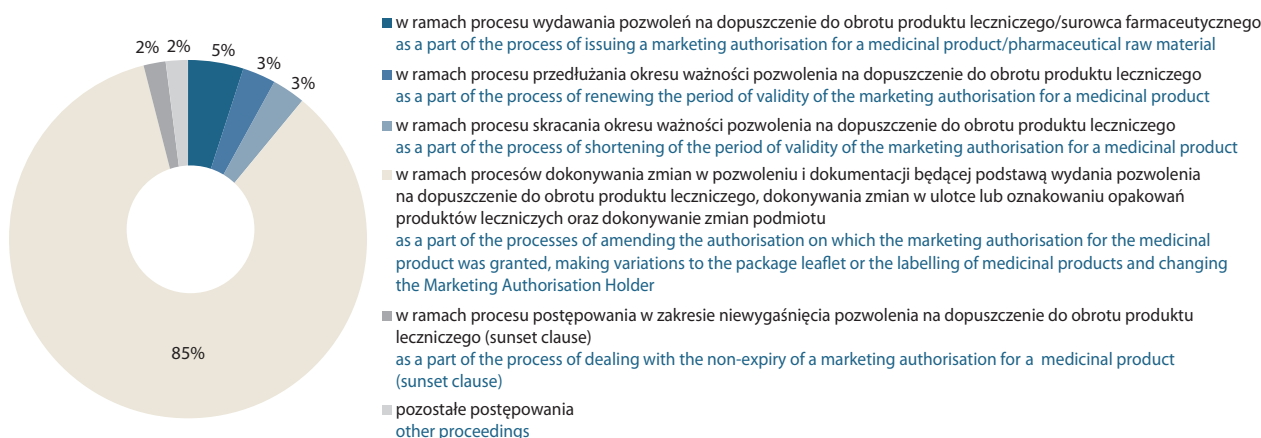 2% 2% 5%
3%
3%
85%
w ramach procesu wydawania pozwoleń na dopuszczenie do obrotu produktu leczniczego/surowca farmaceutycznego
as a part of the process of issuing a marketing authorisation for a medicinal product/pharmaceutical raw material
w ramach procesu przedłużania okresu ważności pozwolenia na dopuszczenie do obrotu produktu leczniczego
as a part of the process of renewing the period of validity of the marketing authorisation for a medicinal product
w ramach procesu skracania okresu ważności pozwolenia na dopuszczenie do obrotu produktu leczniczego
as a part of the process of shortening of the period of validity of the marketing authorisation for a medicinal product
w ramach procesów dokonywania zmian w pozwoleniu i dokumentacji będącej podstawą wydania pozwolenia
na dopuszczenie do obrotu produktu leczniczego, dokonywania zmian w ulotce lub oznakowaniu opakowań
produktów leczniczych oraz dokonywanie zmian podmiotu
as a part of the processes of amending the authorisation on which the marketing authorisation for the medicinal
product was granted, making variations to the package leaflet or the labelling of medicinal products and changing
the Marketing Authorisation Holder
w ramach procesu postępowania w zakresie niewygaśnięcia pozwolenia na dopuszczenie do obrotu produktu
leczniczego (sunset clause)
as a part of the process of dealing with the non-expiry of a marketing authorisation for a medicinal product
(sunset clause)
pozostałe postępowania
other proceedings